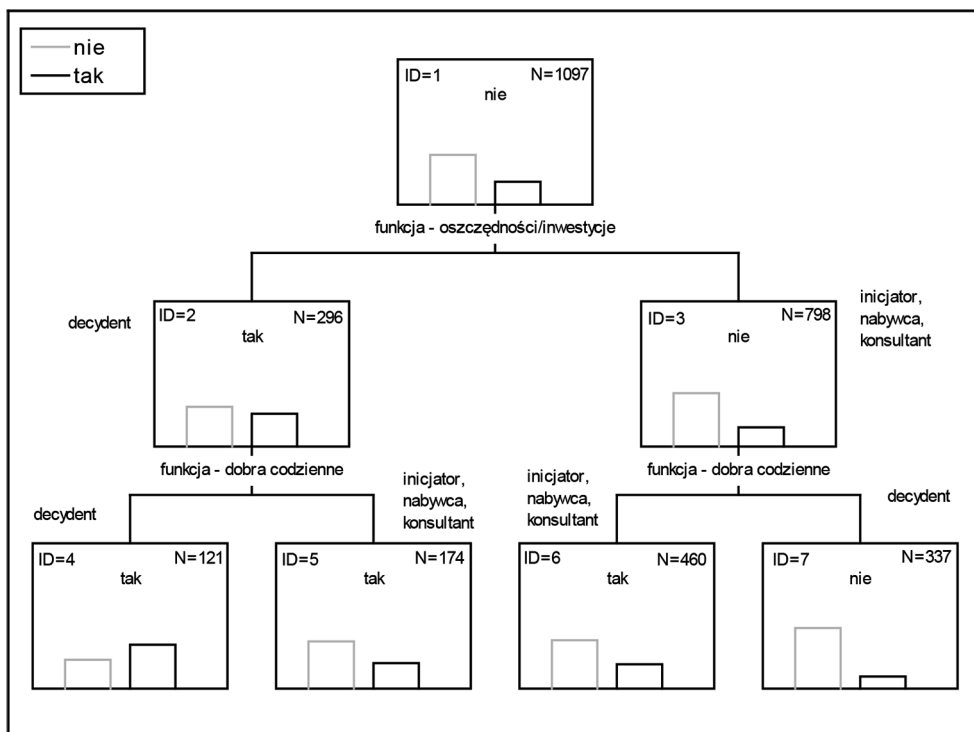 nie
tak
ID=1 N=1097
nie
funkcja - oszczędności/inwestycje
decydent
ID=2 N=296
tak
ID=3 N=798
nie
inicjator,
nabywca,
konsultant
funkcja - dobra codzienne
funkcja - dobra codzienne
decydent
inicjator,
nabywca,
konsultant
inicjator,
nabywca,
konsultant
decydent
ID=4 N=121
tak
ID=5 N=174
tak
ID=6 N=460
tak
ID=7 N=337
nie